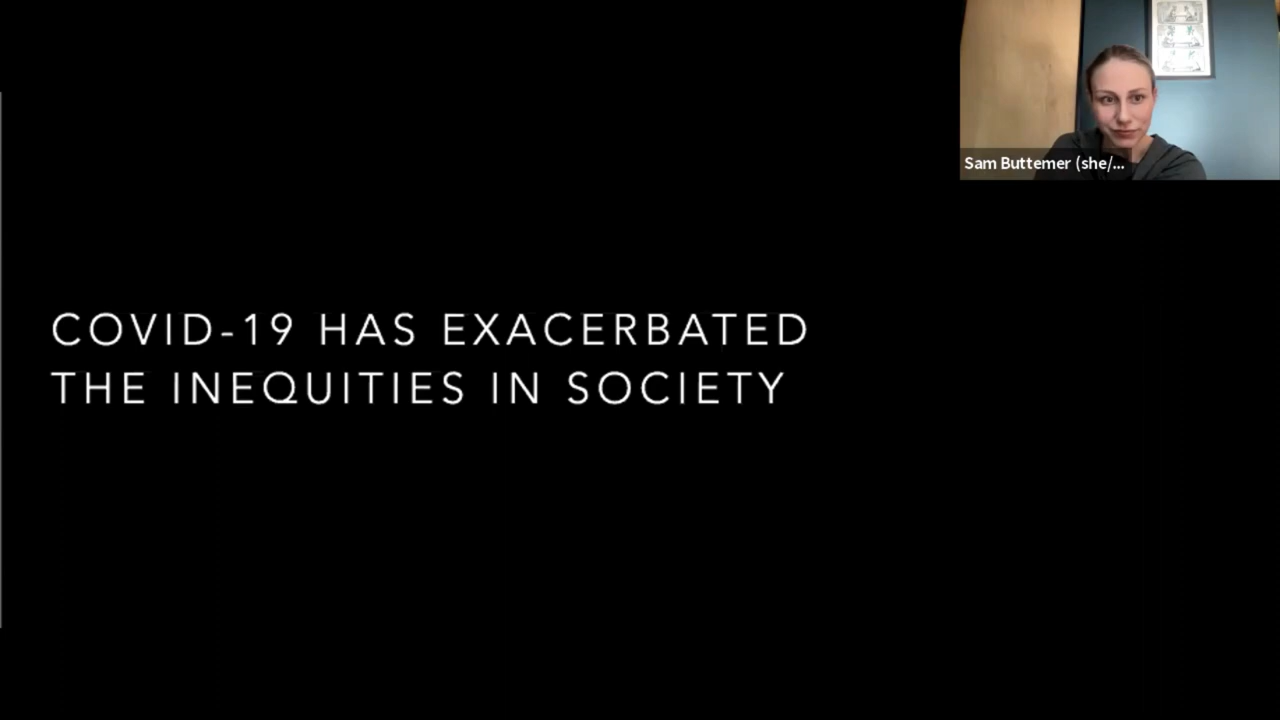 COVID-19 HAS EXACERBATED
THE INEQUITIES IN SOCIETY
Sam Buttemer (she/...